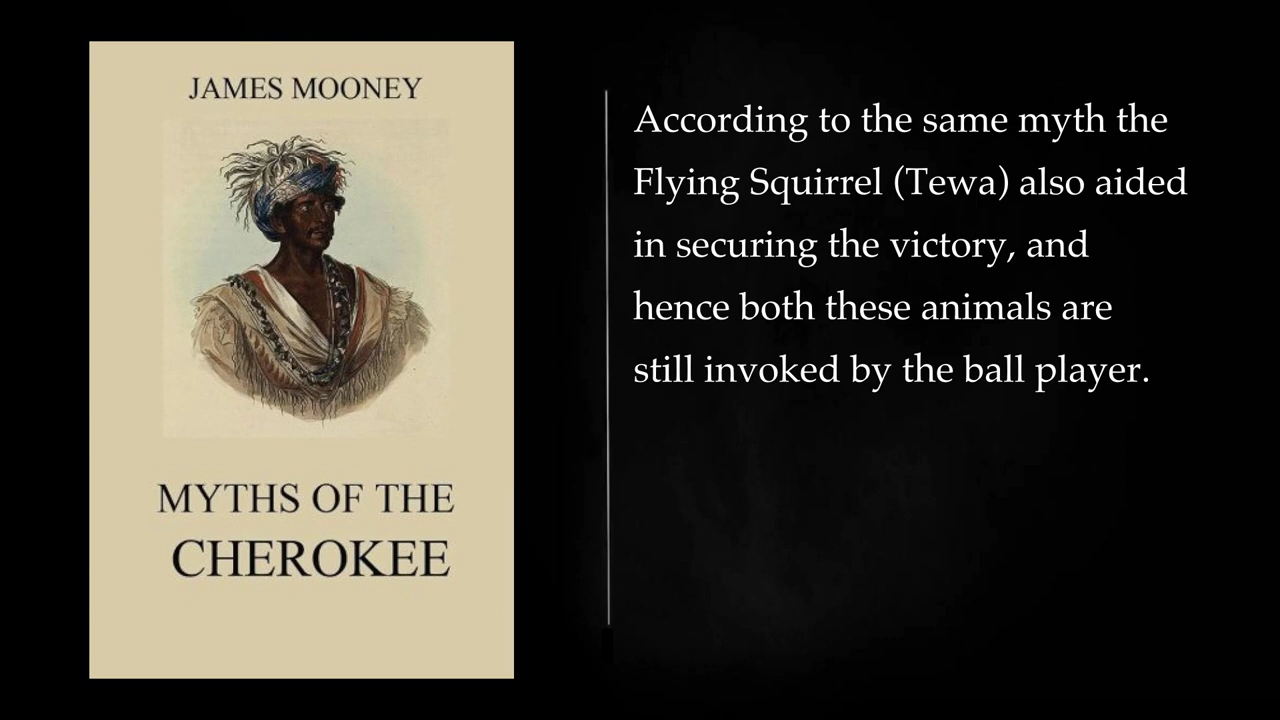 JAMES MOONEY
MYTHS OF THE
CHEROKEE
According to the same myth the
Flying Squirrel (Tewa) also aided
in securing the victory, and
hence both these animals are
still invoked by the ball player.